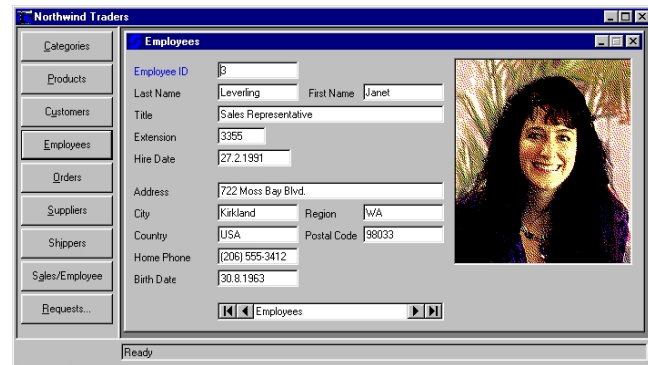 Northwind Traders
Categories
Products
Customers
Employees
Orders
Suppliers
Shippers
Sales/Employee
Requests...
Employees
Employee ID 3
Last Name Leverling First Name Janet
Title Sales Representative
Extension 3355
Hire Date 27.2.1991
Address 722 Moss Bay Blvd.
City Kirkland Region WA
Country USA Postal Code 98033
Home Phone (206) 555-3412
Birth Date 30.8.1963
Employees
Ready